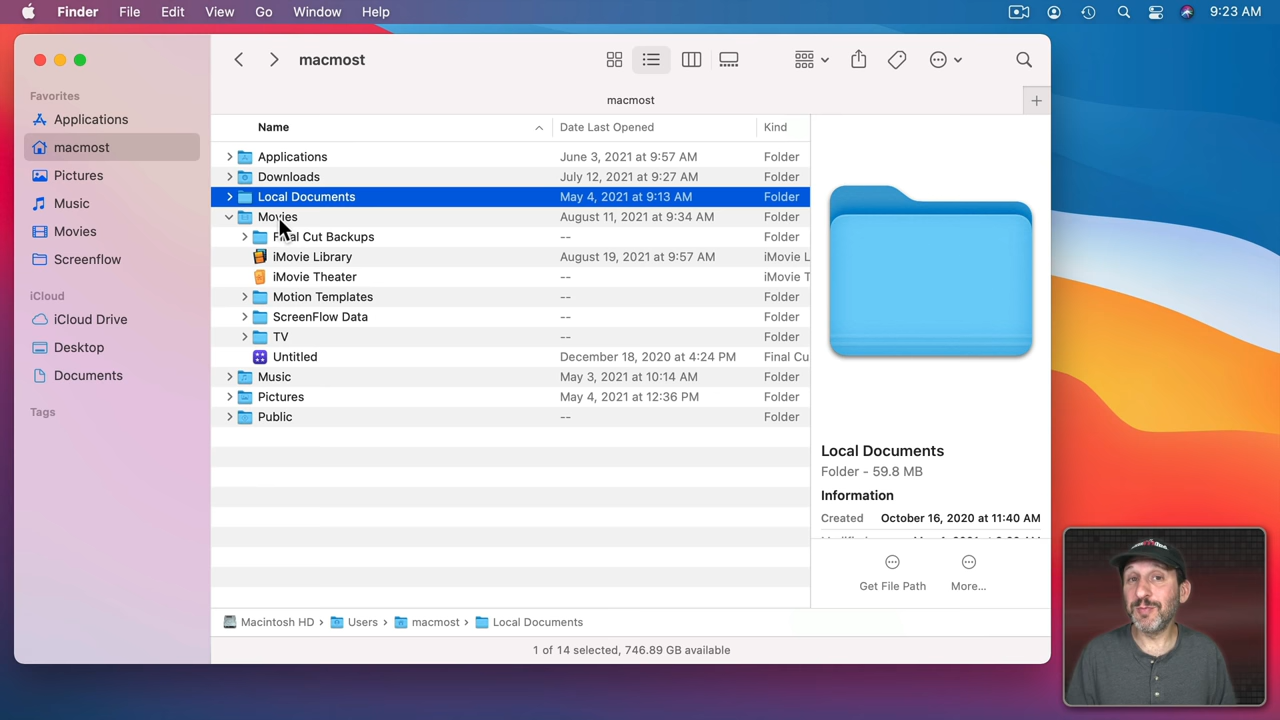 Finder File Edit View Go Window Help 9:23 AM
macmost
macmost
Favorites
Applications
macmost
Pictures
Music
Movies
Screenflow
iCloud
iCloud Drive
Desktop
Documents
Tags
Name Date Last Opened Kind
Applications June 3, 2021 at 9:57 AM Folder
Downloads July 12, 2021 at 9:27 AM Folder
Local Documents May 4, 2021 at 9:13 AM Folder
Movies August 11, 2021 at 9:34 AM Folder
Final Cut Backups -- Folder
iMovie Library August 19, 2021 at 9:57 AM iMovie L
iMovie Theater -- iMovie T
Motion Templates -- Folder
ScreenFlow Data -- Folder
TV -- Folder
Untitled December 18, 2020 at 4:24 PM Final Cu
Music May 3, 2021 at 10:14 AM Folder
Pictures May 4, 2021 at 12:36 PM Folder
Public -- Folder
Local Documents
Folder - 59.8 MB
Information
Created October 16, 2020 at 11:40 AM
Get File Path More...
Macintosh HD › Users › macmost › Local Documents
1 of 14 selected, 746.89 GB available